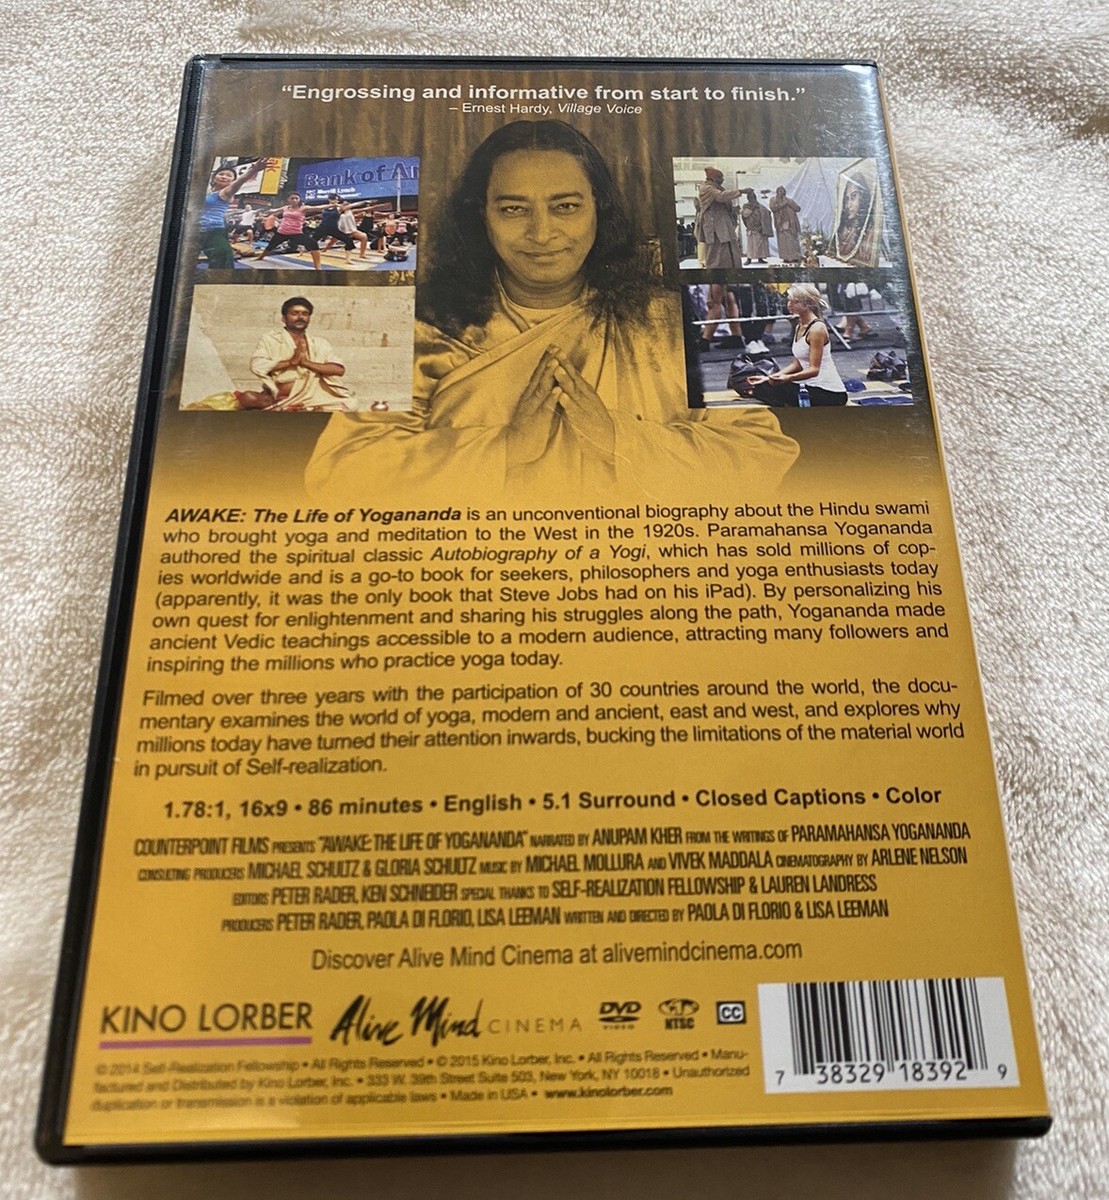 “Engrossing and informative from start to finish.”
– Ernest Hardy, Village Voice
Bank of Am
Merrill Lynch
AWAKE: The Life of Yogananda is an unconventional biography about the Hindu swami
who brought yoga and meditation to the West in the 1920s. Paramahansa Yogananda
authored the spiritual classic Autobiography of a Yogi, which has sold millions of cop-
ies worldwide and is a go-to book for seekers, philosophers and yoga enthusiasts today
(apparently, it was the only book that Steve Jobs had on his iPad). By personalizing his
own quest for enlightenment and sharing his struggles along the path, Yogananda made
ancient Vedic teachings accessible to a modern audience, attracting many followers and
inspiring the millions who practice yoga today.
Filmed over three years with the participation of 30 countries around the world, the docu-
mentary examines the world of yoga, modern and ancient, east and west, and explores why
millions today have turned their attention inwards, bucking the limitations of the material world
in pursuit of Self-realization.
1.78:1, 16x9 • 86 minutes • English • 5.1 Surround • Closed Captions • Color
COUNTERPOINT FILMS PRESENTS "AWAKE: THE LIFE OF YOGANANDA" NARRATED BY ANUPAM KHER FROM THE WRITINGS OF PARAMAHANSA YOGANANDA
CONSULTING PRODUCERS MICHAEL SCHULTZ & GLORIA SCHULTZ MUSIC BY MICHAEL MOLLURA AND VIVEK MADDALA CINEMATOGRAPHY BY ARLENE NELSON
EDITORS PETER RADER, KEN SCHNEIDER SPECIAL THANKS TO SELF-REALIZATION FELLOWSHIP & LAUREN LANDRESS
PRODUCERS PETER RADER, PAOLA DI FLORIO, LISA LEEMAN WRITTEN AND DIRECTED BY PAOLA DI FLORIO & LISA LEEMAN
Discover Alive Mind Cinema at alivemindcinema.com
KINO LORBER Alive Mind CINEMA DVD VIDEO NTSC CC
© 2014 Self-Realization Fellowship • All Rights Reserved • © 2015 Kino Lorber, Inc. • All Rights Reserved • Manu-
factured and Distributed by Kino Lorber, Inc. • 333 W. 39th Street Suite 503, New York, NY 10018 • Unauthorized
duplication or transmission is a violation of applicable laws • Made in USA • www.kinolorber.com
7 38329 18392 9